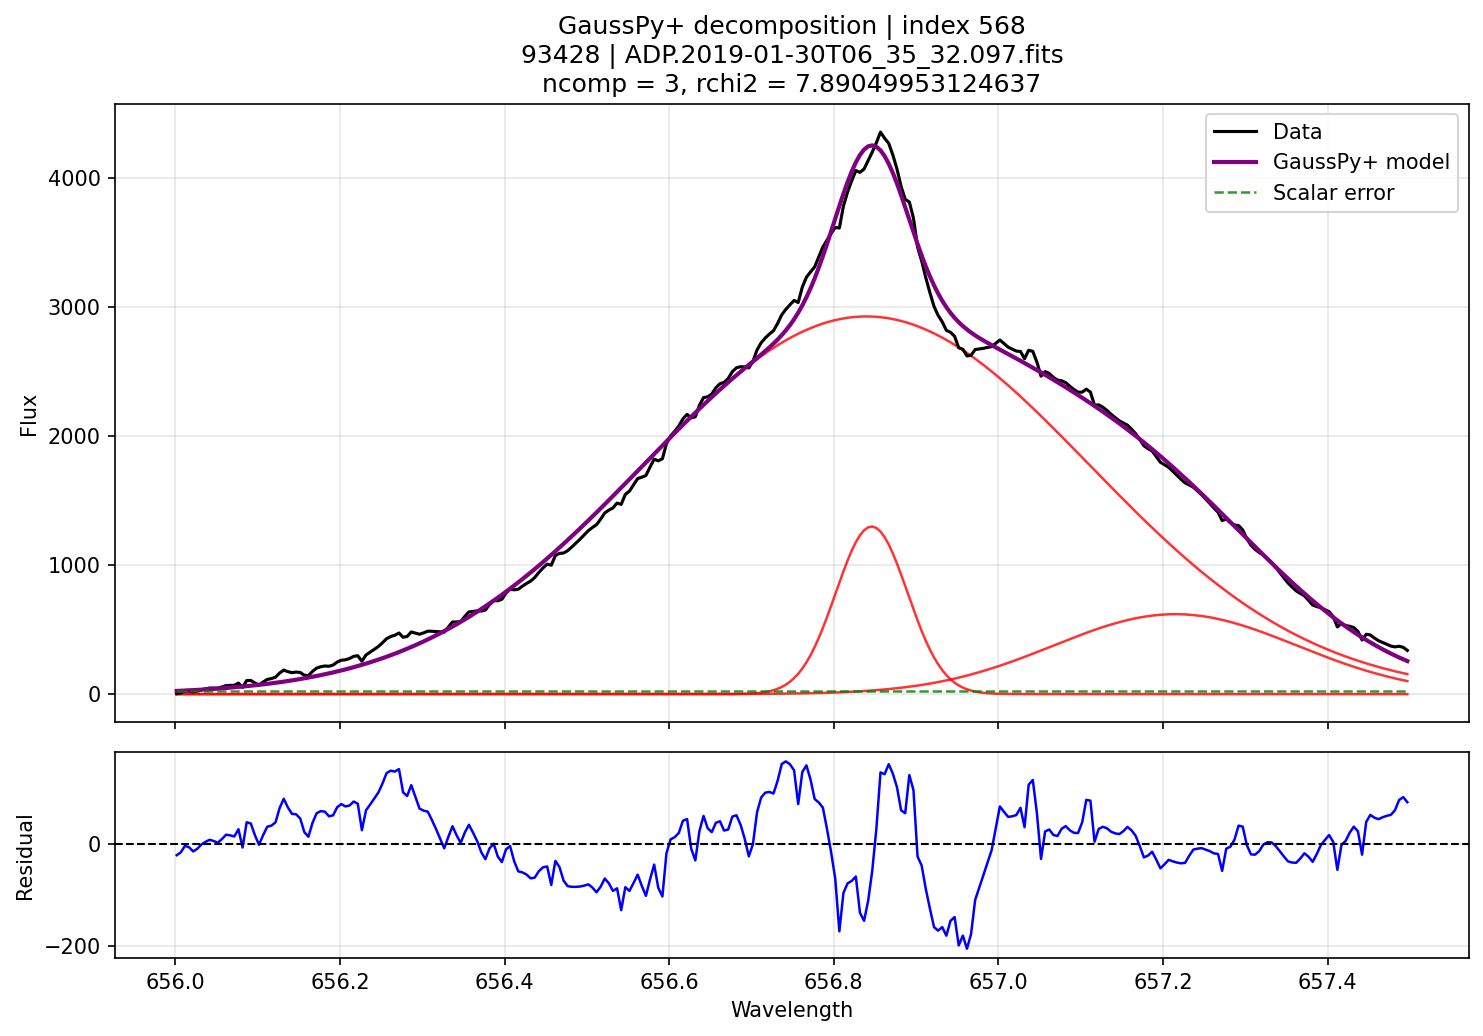 GaussPy+ decomposition | index 568
93428 | ADP.2019-01-30T06_35_32.097.fits
ncomp = 3, rchi2 = 7.89049953124637
Data
GaussPy+ model
Scalar error
4000
3000
2000
1000
0
Flux
0
−200
Residual
656.0
656.2
656.4
656.6
656.8
657.0
657.2
657.4
Wavelength